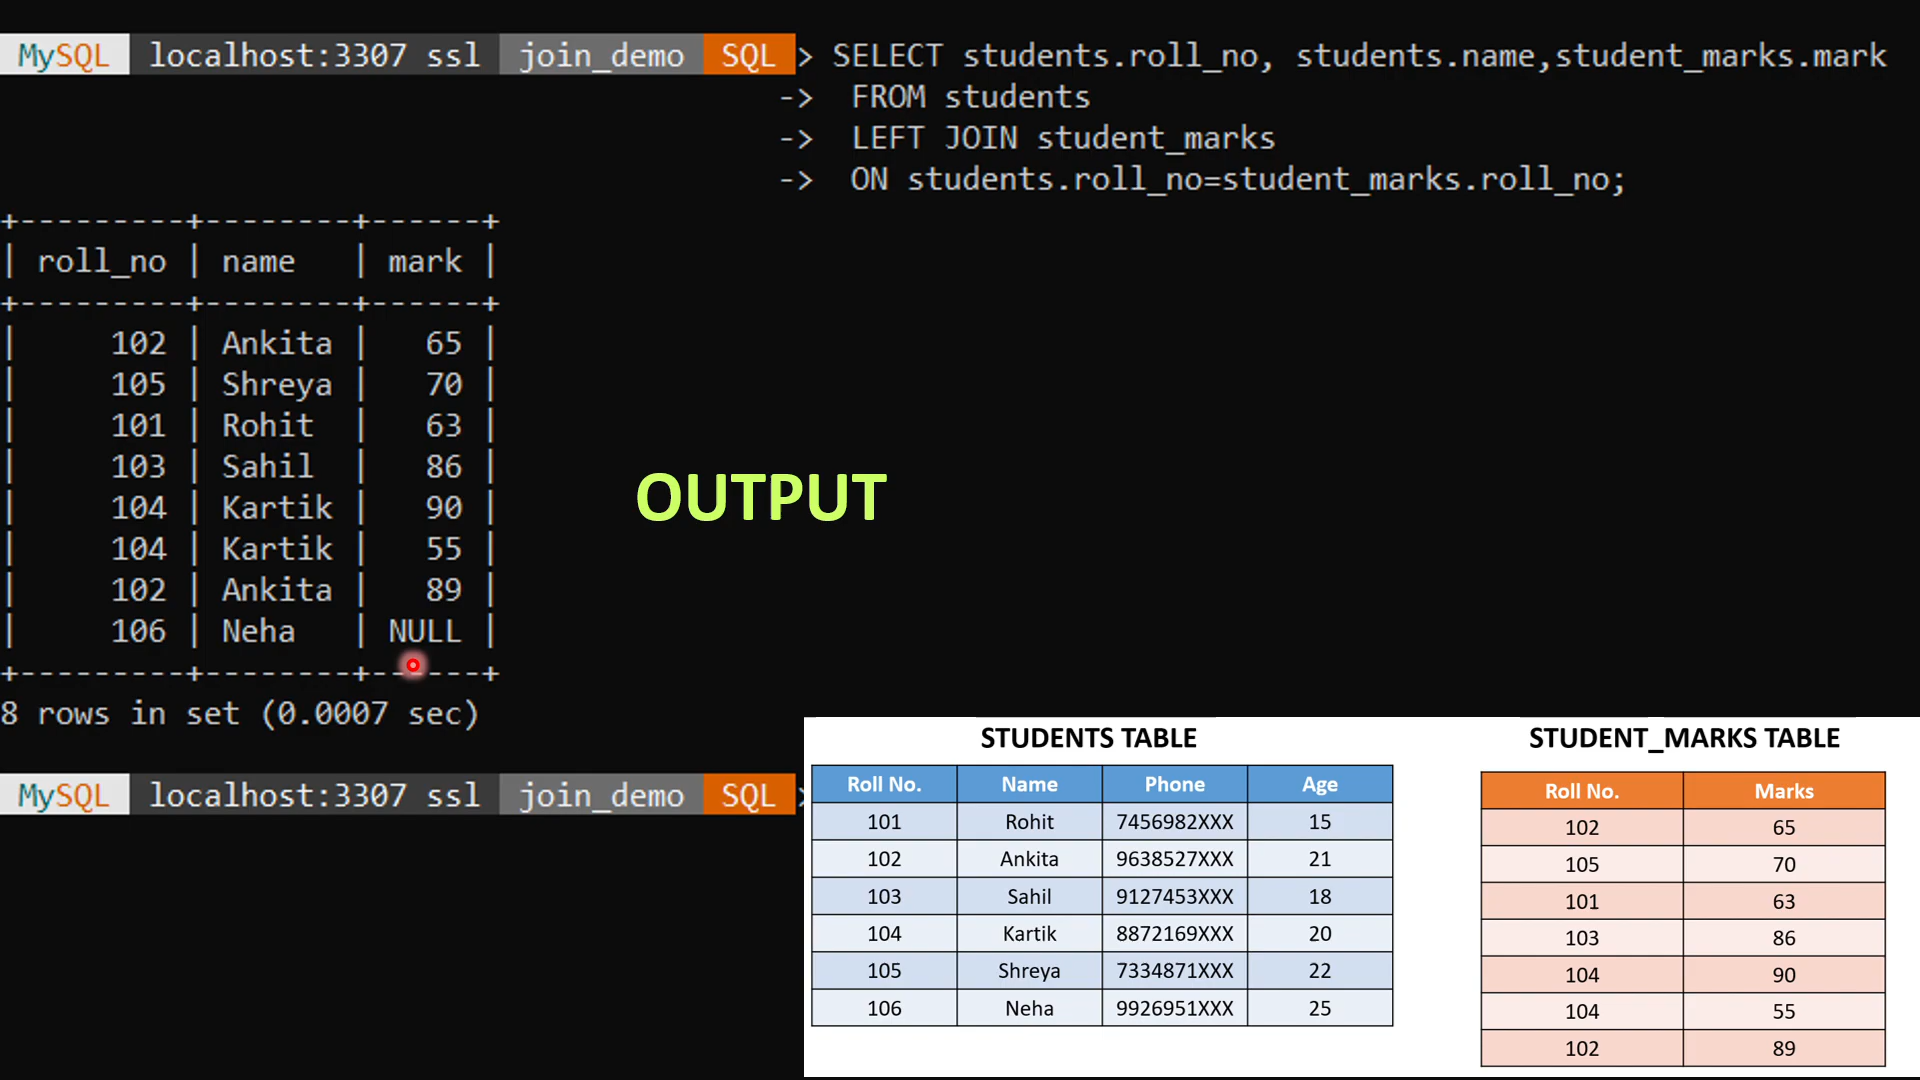 MySQL localhost:3307 ssl join_demo SQL > SELECT students.roll_no, students.name,student_marks.mark
-> FROM students
-> LEFT JOIN student_marks
-> ON students.roll_no=student_marks.roll_no;
+---------+--------+------+
| roll_no | name | mark |
+---------+--------+------+
| 102 | Ankita | 65 |
| 105 | Shreya | 70 |
| 101 | Rohit | 63 |
| 103 | Sahil | 86 |
| 104 | Kartik | 90 |
| 104 | Kartik | 55 |
| 102 | Ankita | 89 |
| 106 | Neha | NULL |
+---------+--------+------+
8 rows in set (0.0007 sec)
OUTPUT
MySQL localhost:3307 ssl join_demo SQL >
STUDENTS TABLE
Roll No. Name Phone Age
101 Rohit 7456982XXX 15
102 Ankita 9638527XXX 21
103 Sahil 9127453XXX 18
104 Kartik 8872169XXX 20
105 Shreya 7334871XXX 22
106 Neha 9926951XXX 25
STUDENT_MARKS TABLE
Roll No. Marks
102 65
105 70
101 63
103 86
104 90
104 55
102 89